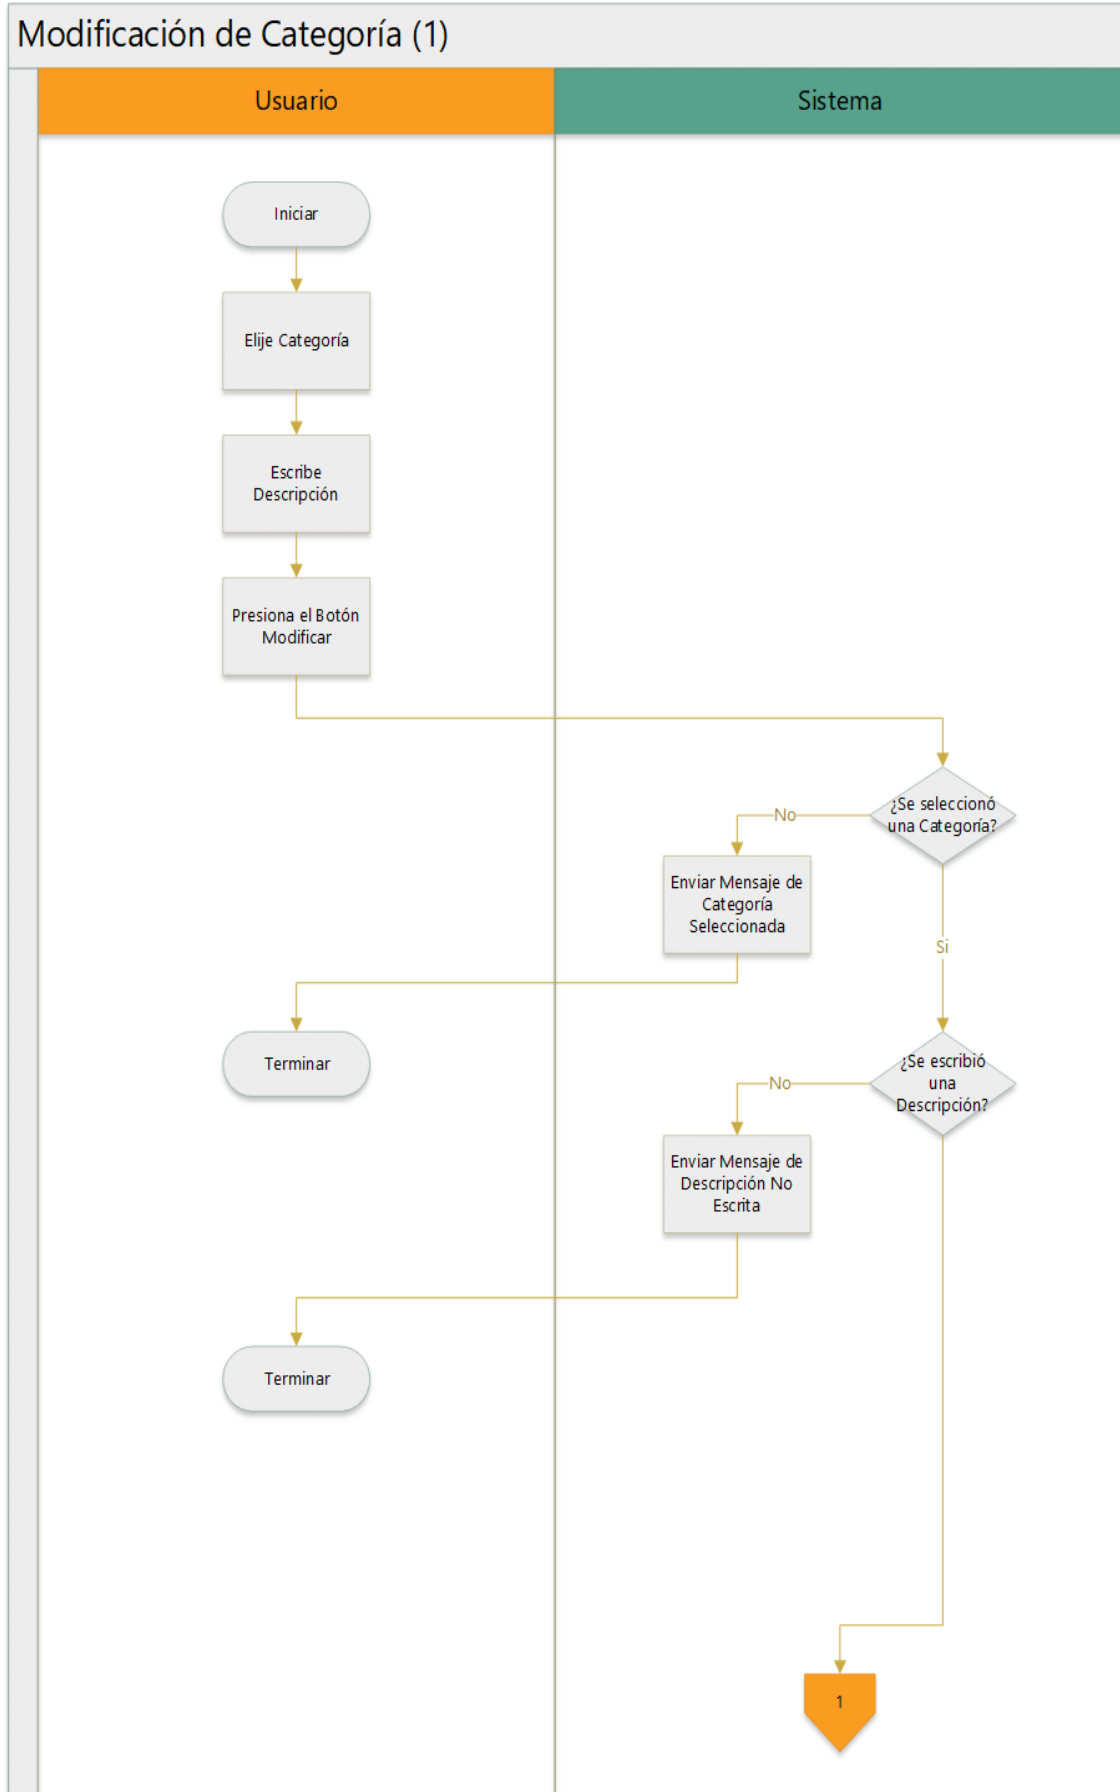 Modificación de Categoría (1)
Usuario
Sistema
Iniciar
Elije Categoría
Escribe
Descripción
Presiona el Botón
Modificar
¿Se seleccionó
una Categoría?
No
Enviar Mensaje de
Categoría
Seleccionada
Si
Terminar
¿Se escribió
una
Descripción?
No
Enviar Mensaje de
Descripción No
Escrita
Terminar
1